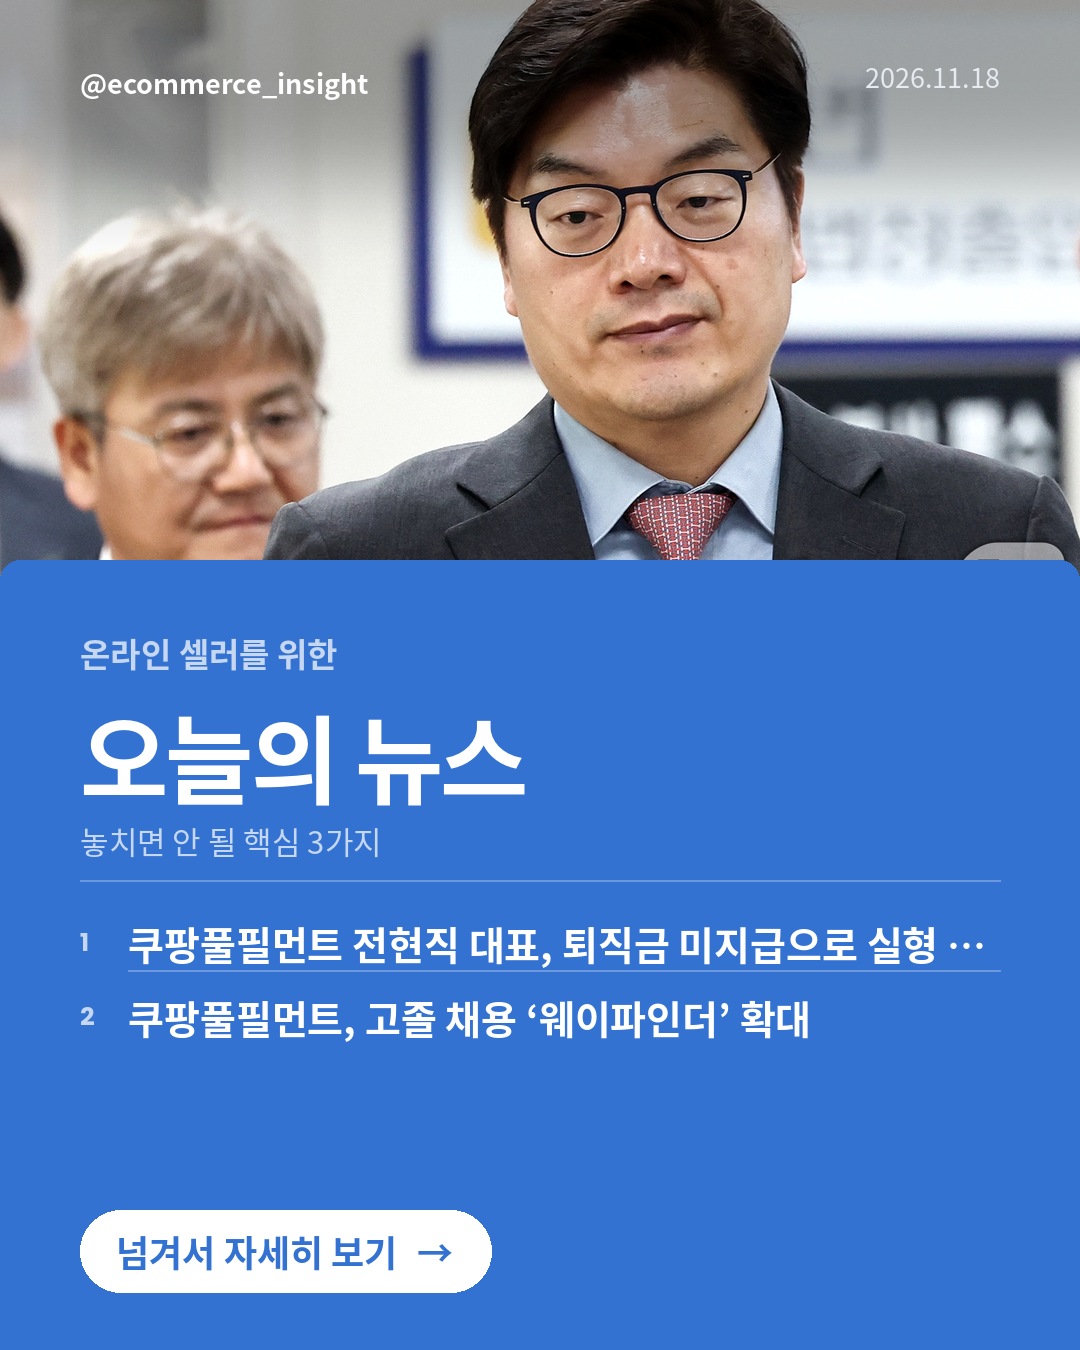 @ecommerce_insight
2026.11.18
온라인 셀러를 위한
오늘의 뉴스
놓치면 안 될 핵심 3가지
1 쿠팡풀필먼트 전현직 대표, 퇴직금 미지급으로 실형 …
2 쿠팡풀필먼트, 고졸 채용 ‘웨이파인더’ 확대
넘겨서 자세히 보기 →